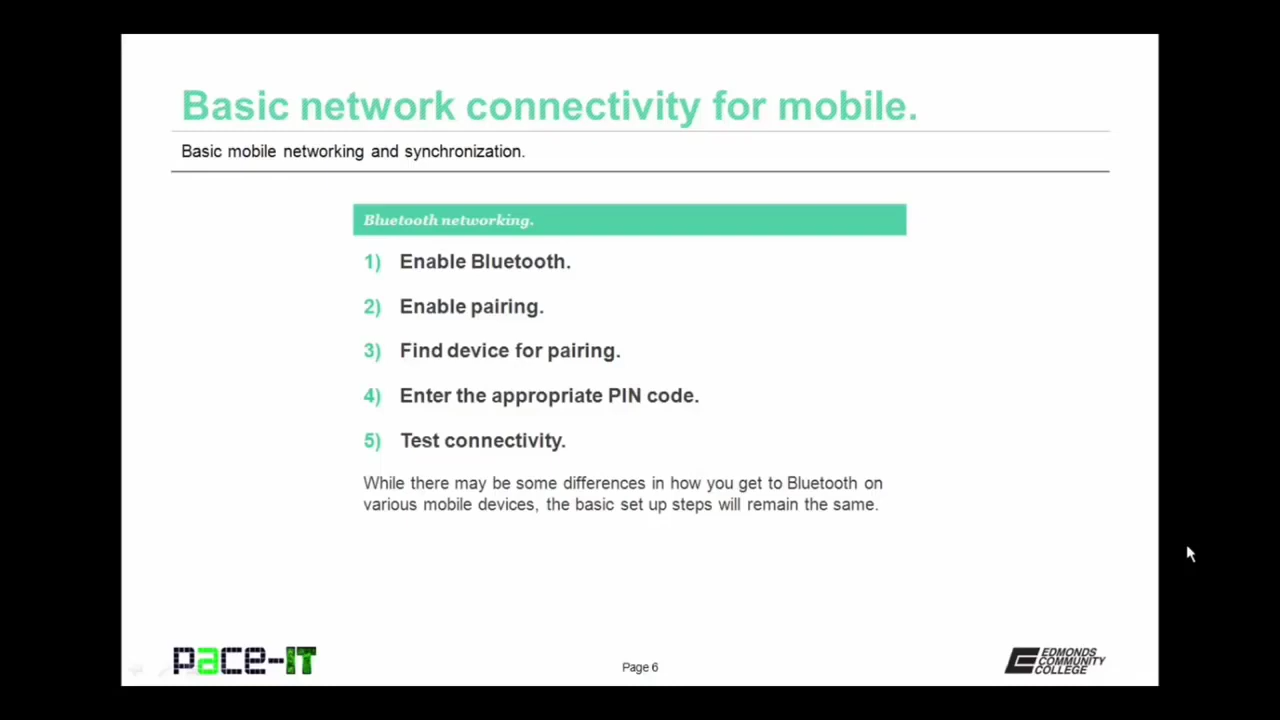 Basic network connectivity for mobile.
Basic mobile networking and synchronization.
Bluetooth networking.
1) Enable Bluetooth.
2) Enable pairing.
3) Find device for pairing.
4) Enter the appropriate PIN code.
5) Test connectivity.
While there may be some differences in how you get to Bluetooth on
various mobile devices, the basic set up steps will remain the same.
pace-IT
Page 6
EDMONDS
COMMUNITY
COLLEGE